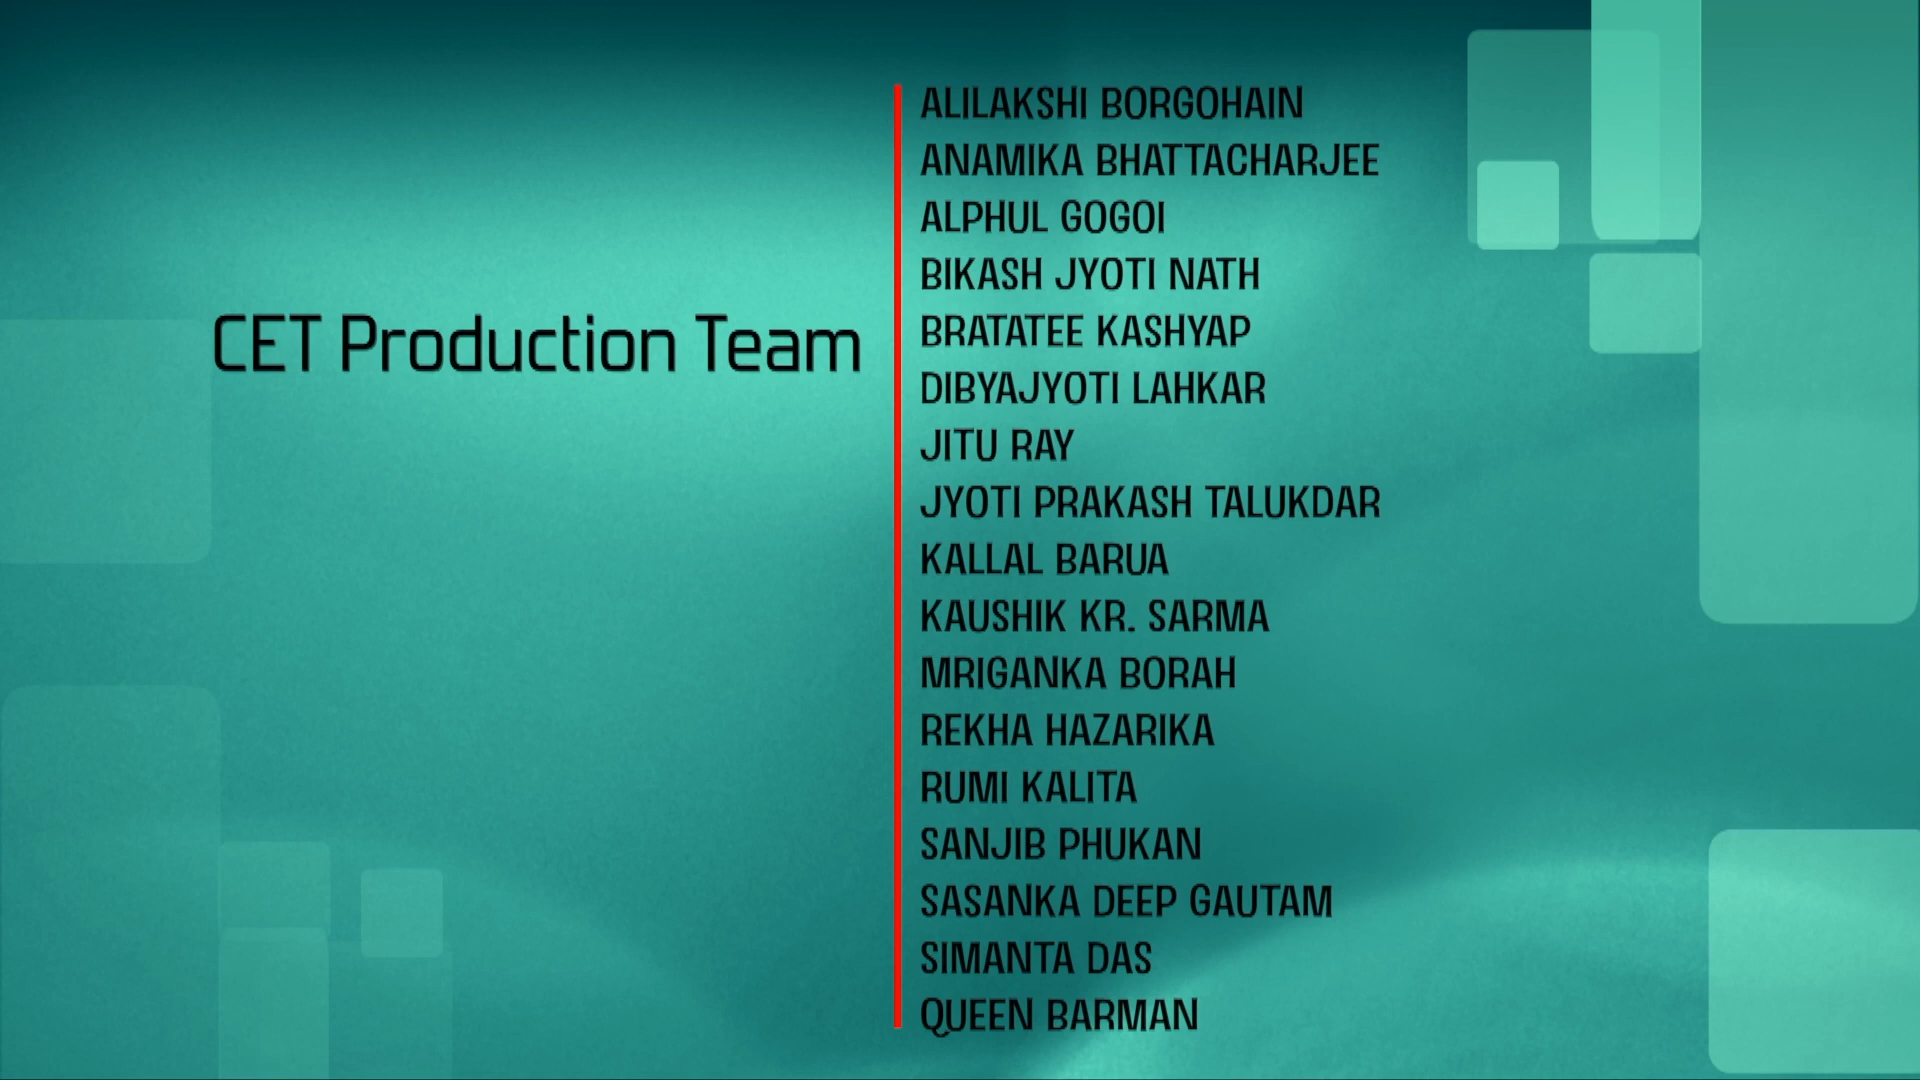 CET Production Team
ALILAKSHI BORGOHAIN
ANAMIKA BHATTACHARJEE
ALPHUL GOGOI
BIKASH JYOTI NATH
BRATATEE KASHYAP
DIBYAJYOTI LAHKAR
JITU RAY
JYOTI PRAKASH TALUKDAR
KALLAL BARUA
KAUSHIK KR. SARMA
MRIGANKA BORAH
REKHA HAZARIKA
RUMI KALITA
SANJIB PHUKAN
SASANKA DEEP GAUTAM
SIMANTA DAS
QUEEN BARMAN